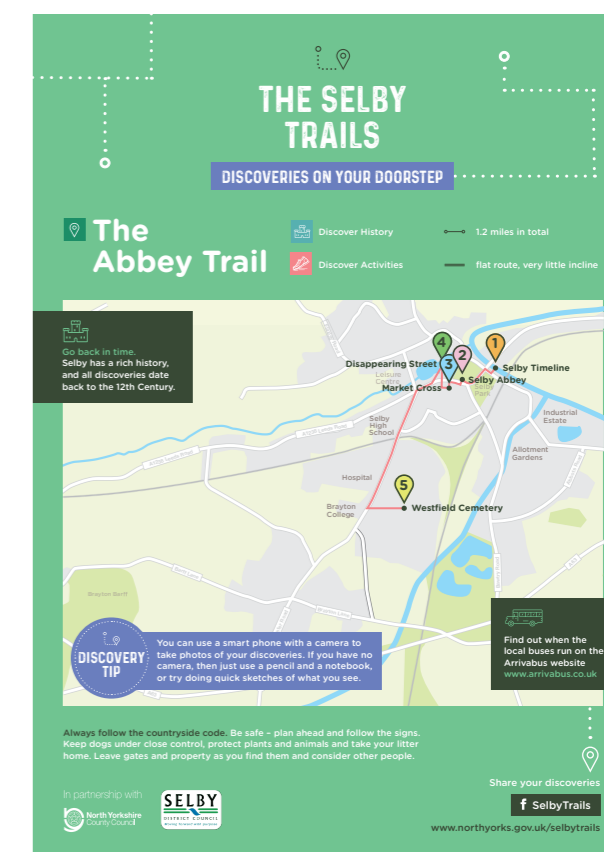 THE SELBY
TRAILS
DISCOVERIES ON YOUR DOORSTEP
The
Abbey Trail
Discover History
1.2 miles in total
Discover Activities
flat route, very little incline
Go back in time.
Selby has a rich history,
and all discoveries date
back to the 12th Century.
4
3
2
1
Disappearing Street
Selby Timeline
Leisure
Centre
Selby Abbey
Market Cross
Selby
Park
Selby
High
School
Industrial
Estate
Allotment
Gardens
Hospital
5
Brayton
College
Westfield Cemetery
Brayton Barff
DISCOVERY
TIP
You can use a smart phone with a camera to
take photos of your discoveries. If you have no
camera, then just use a pencil and a notebook,
or try doing quick sketches of what you see.
Find out when the
local buses run on the
Arrivabus website
www.arrivabus.co.uk
Always follow the countryside code. Be safe – plan ahead and follow the signs.
Keep dogs under close control, protect plants and animals and take your litter
home. Leave gates and property as you find them and consider other people.
In partnership with
North Yorkshire
County Council
SELBY
DISTRICT COUNCIL
Moving forward with purpose
Share your discoveries
f SelbyTrails
www.northyorks.gov.uk/selbytrails